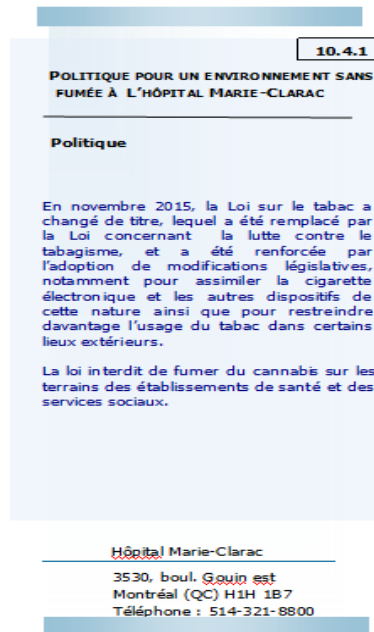 10.4.1
POLITIQUE POUR UN ENVIRONNEMENT SANS
FUMÉE À L'HÔPITAL MARIE-CLARAC
Politique
En novembre 2015, la Loi sur le tabac a
changé de titre, lequel a été remplacé par
la Loi concernant la lutte contre le
tabagisme, et a été renforcée par
l'adoption de modifications législatives,
notamment pour assimiler la cigarette
électronique et les autres dispositifs de
cette nature ainsi que pour restreindre
davantage l'usage du tabac dans certains
lieux extérieurs.
La loi interdit de fumer du cannabis sur les
terrains des établissements de santé et des
services sociaux.
Hôpital Marie-Clarac
3530, boul. Gouin est
Montréal (QC) H1H 1B7
Téléphone : 514-321-8800